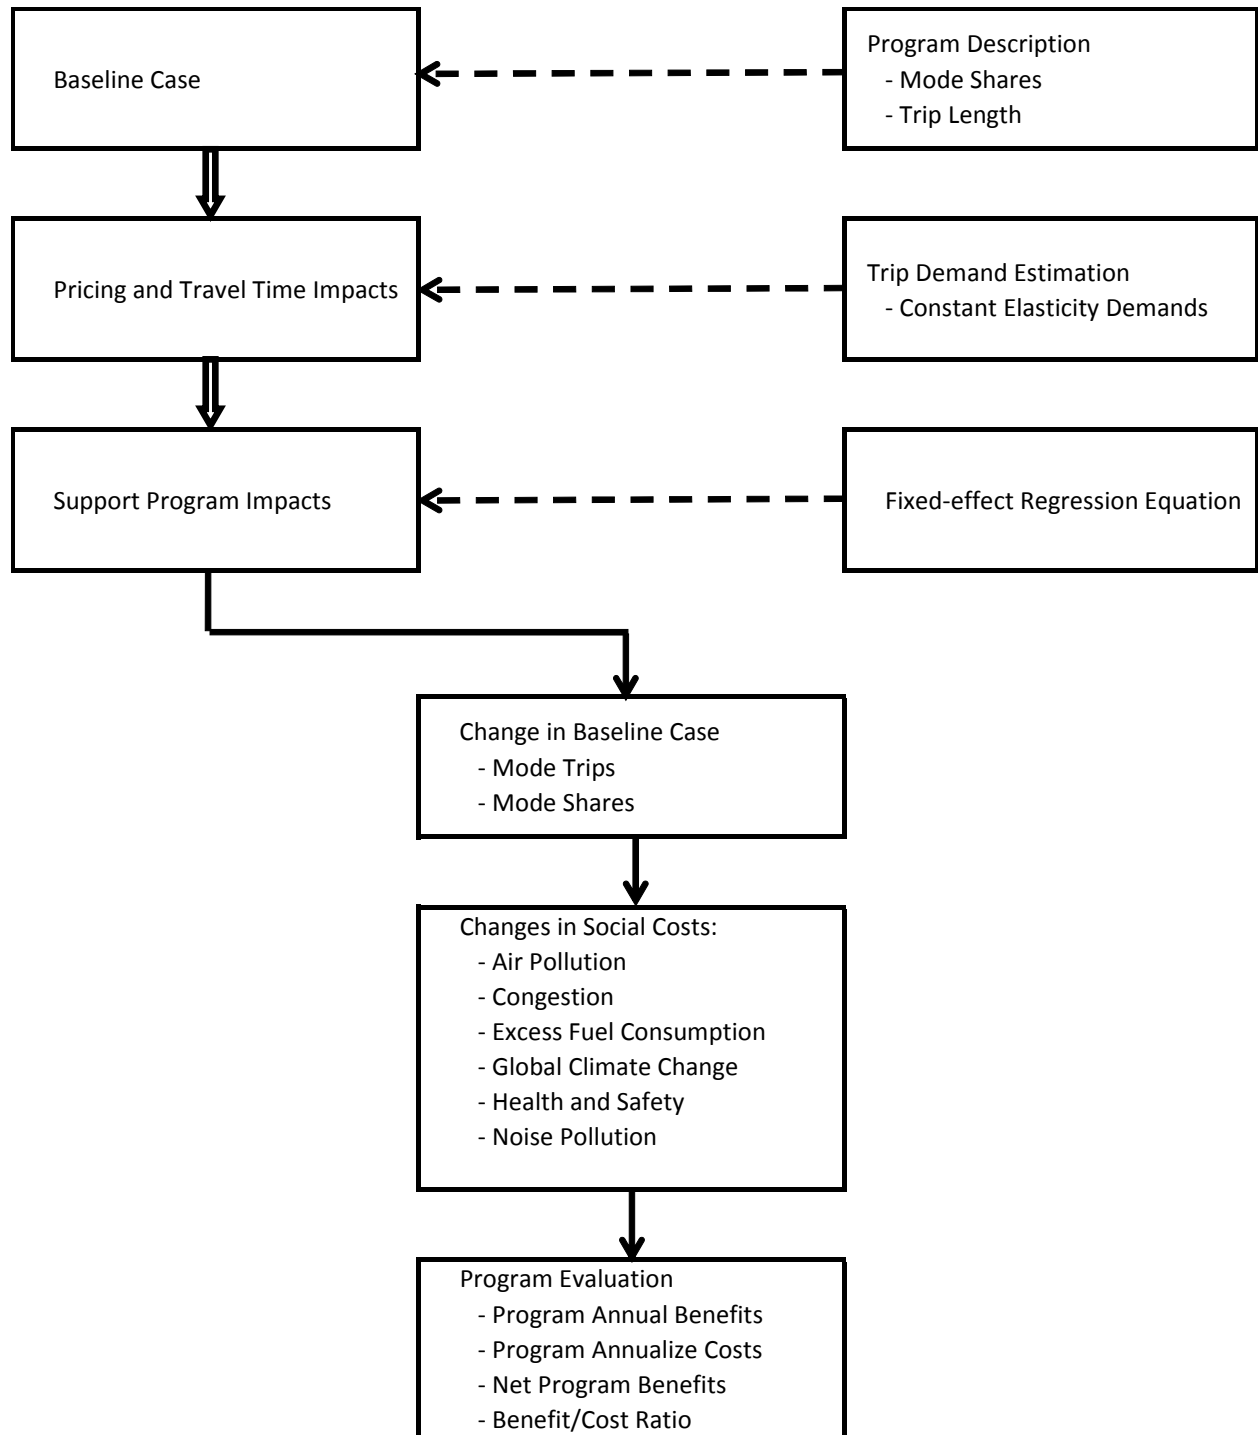 Baseline Case
Program Description
- Mode Shares
- Trip Length
Pricing and Travel Time Impacts
Trip Demand Estimation
- Constant Elasticity Demands
Support Program Impacts
Fixed-effect Regression Equation
Change in Baseline Case
- Mode Trips
- Mode Shares
Changes in Social Costs:
- Air Pollution
- Congestion
- Excess Fuel Consumption
- Global Climate Change
- Health and Safety
- Noise Pollution
Program Evaluation
- Program Annual Benefits
- Program Annualize Costs
- Net Program Benefits
- Benefit/Cost Ratio